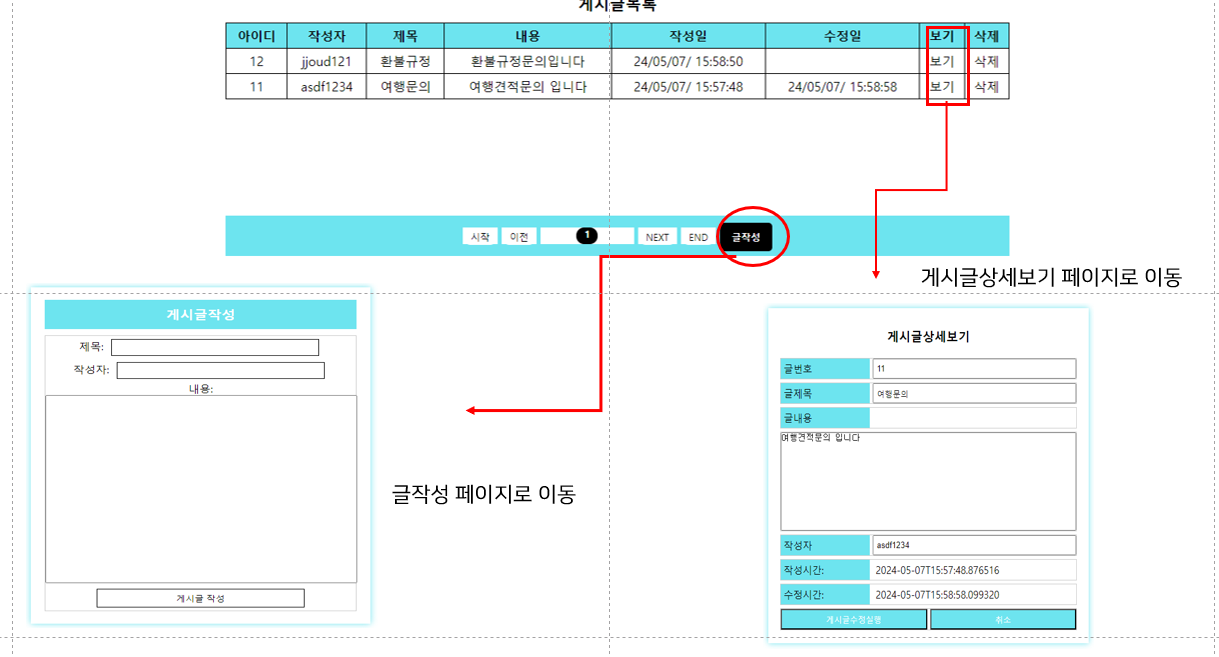 게시글목록
아이디 작성자 제목 내용 작성일 수정일 보기 삭제
12 jjoud121 환불규정 환불규정문의입니다 24/05/07/ 15:58:50 보기 삭제
11 asdf1234 여행문의 여행견적문의 입니다 24/05/07/ 15:57:48 24/05/07/ 15:58:58 보기 삭제
시작 이전 1 NEXT END 글작성
게시글상세보기 페이지로 이동
게시글작성
제목:
작성자:
내용:
게시글 작성
글작성 페이지로 이동
게시글상세보기
글번호 11
글제목 여행문의
글내용
여행견적문의 입니다
작성자 asdf1234
작성시간: 2024-05-07T15:57:48.876516
수정시간: 2024-05-07T15:58:58.099320
게시글수정실행 취소